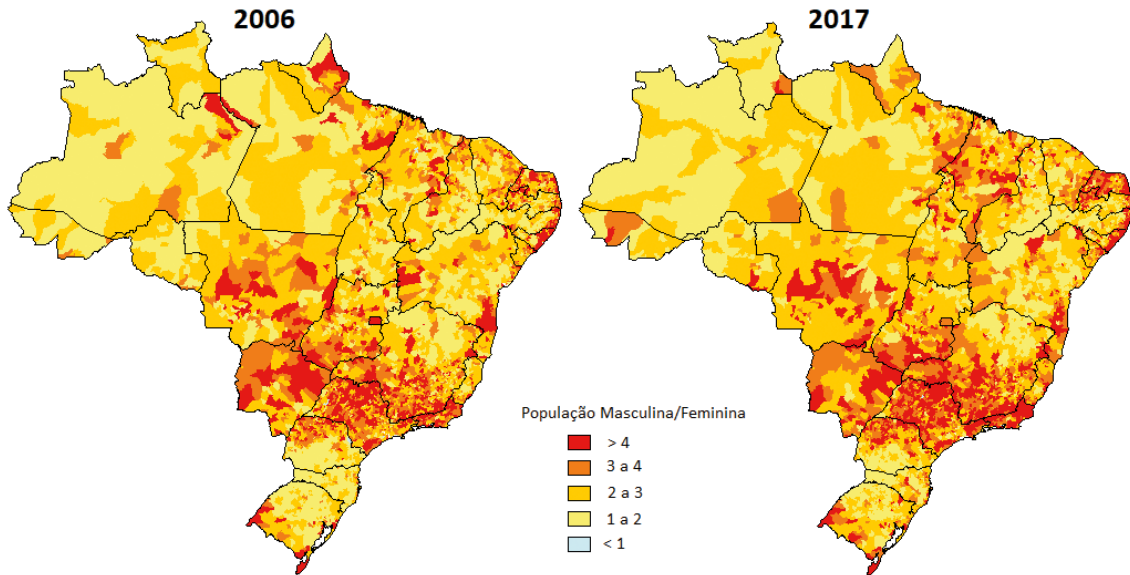 2006
2017
População Masculina/Feminina
> 4
3 a 4
2 a 3
1 a 2
< 1